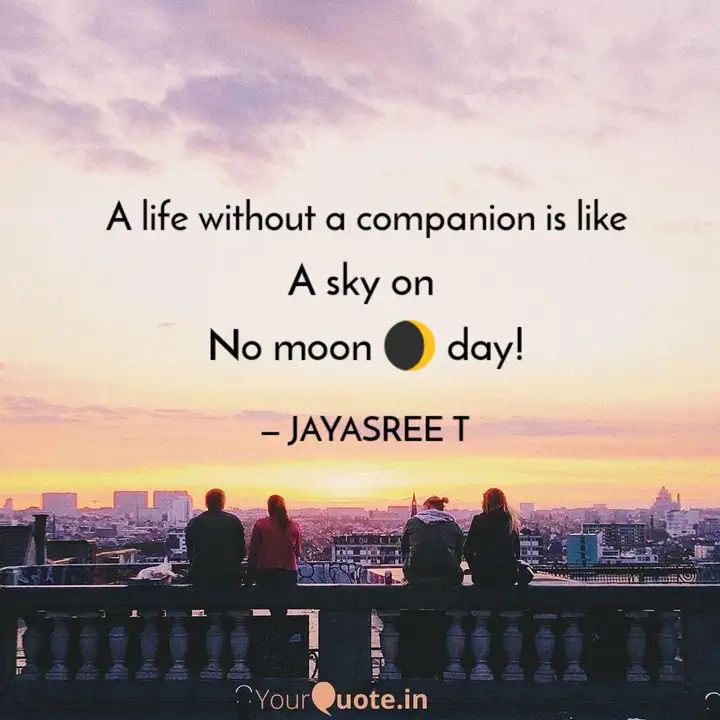 A life without a companion is like
A sky on
No moon 🌒 day!
– JAYASREE T
YourQuote.in